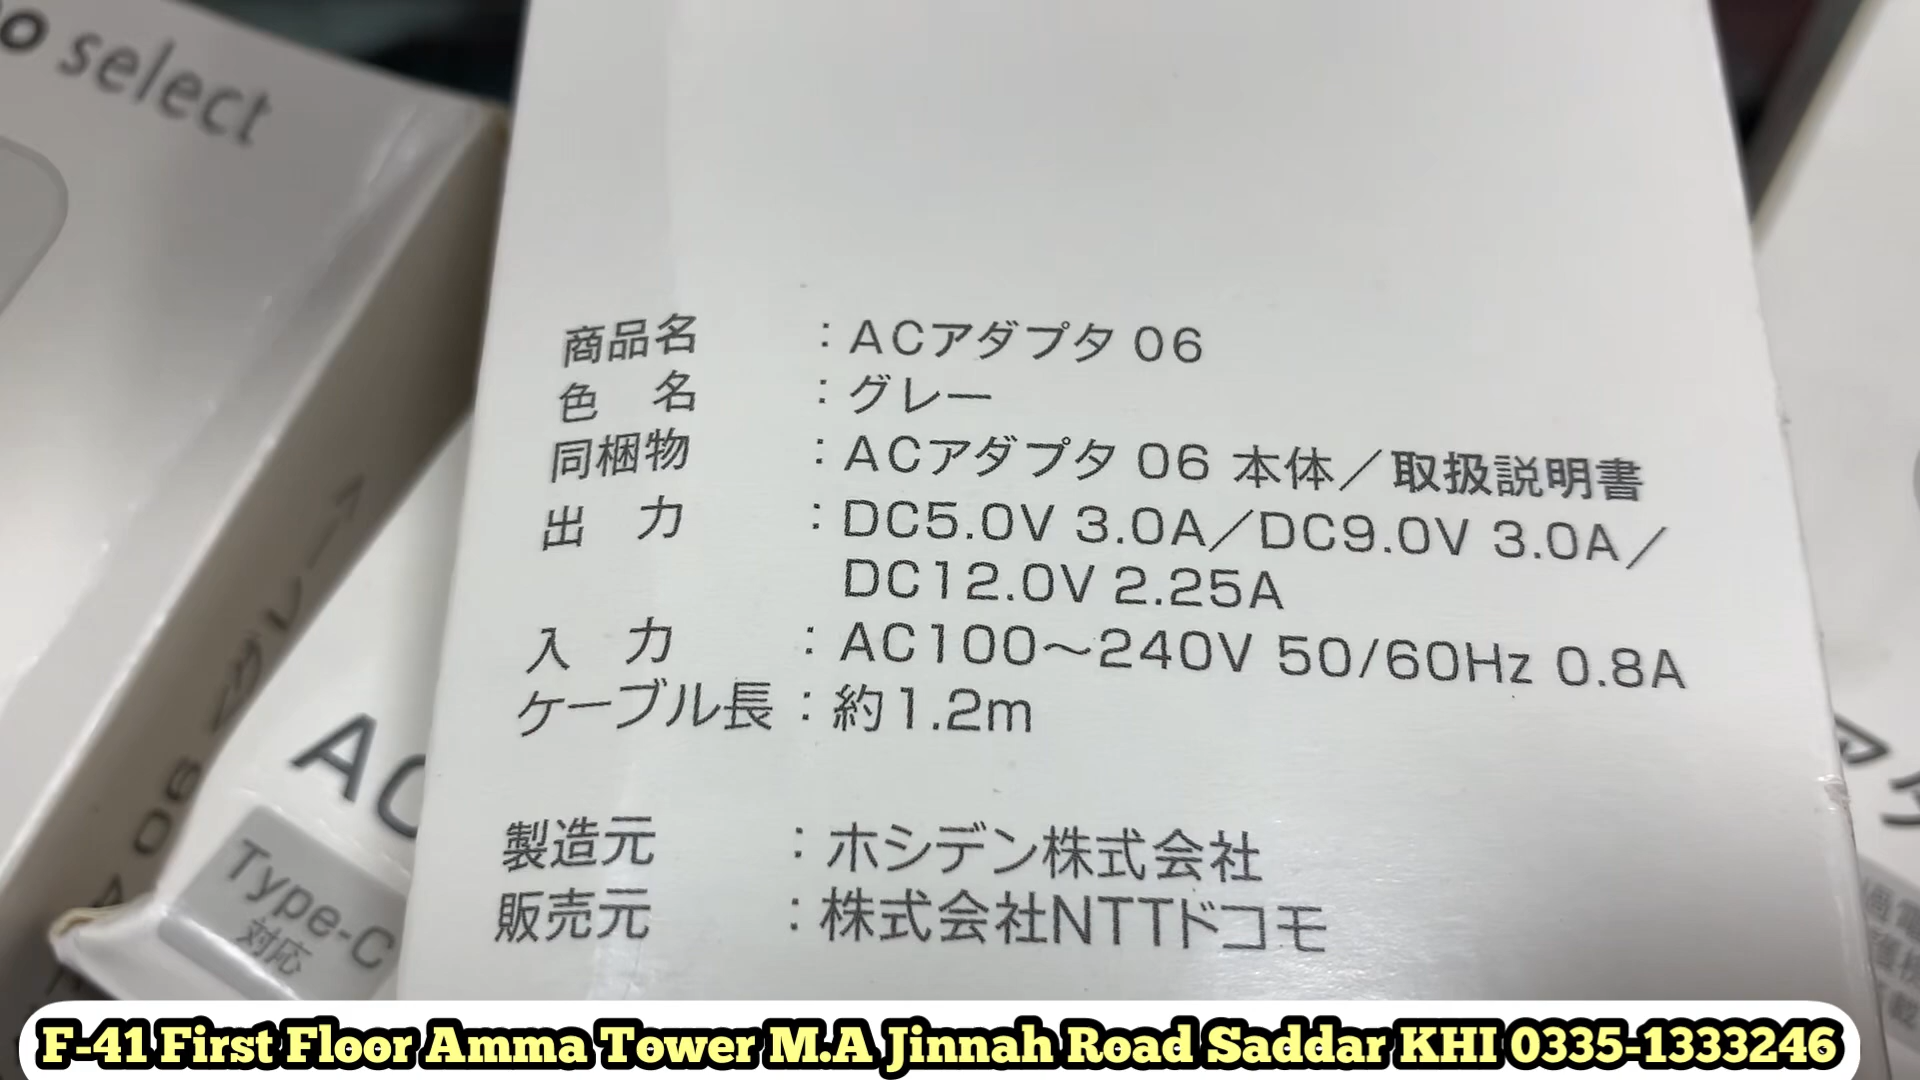 o select
商品名 : ACアダプタ 06
色 名 : グレー
同梱物 : ACアダプタ 06 本体／取扱説明書
出 力 : DC5.0V 3.0A／DC9.0V 3.0A／
DC12.0V 2.25A
入 力 : AC100～240V 50/60Hz 0.8A
ケーブル長 : 約1.2m
製造元 : ホシデン株式会社
販売元 : 株式会社NTTドコモ
AC
Type-C
対応
06／グレー
F-41 First Floor Amma Tower M.A Jinnah Road Saddar KHI 0335-1333246